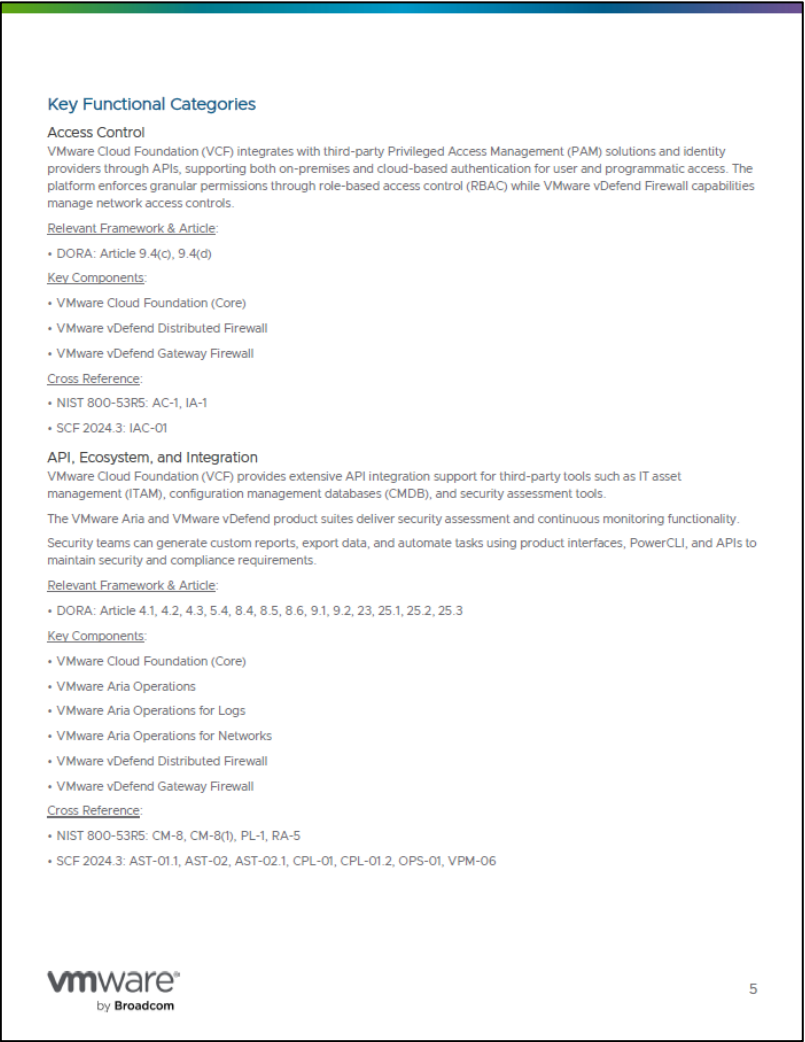 Key Functional Categories
Access Control
VMware Cloud Foundation (VCF) integrates with third-party Privileged Access Management (PAM) solutions and identity
providers through APIs, supporting both on-premises and cloud-based authentication for user and programmatic access. The
platform enforces granular permissions through role-based access control (RBAC) while VMware vDefend Firewall capabilities
manage network access controls.
Relevant Framework & Article:
• DORA: Article 9.4(c), 9.4(d)
Key Components:
• VMware Cloud Foundation (Core)
• VMware vDefend Distributed Firewall
• VMware vDefend Gateway Firewall
Cross Reference:
• NIST 800-53R5: AC-1, IA-1
• SCF 2024.3: IAC-01
API, Ecosystem, and Integration
VMware Cloud Foundation (VCF) provides extensive API integration support for third-party tools such as IT asset
management (ITAM), configuration management databases (CMDB), and security assessment tools.
The VMware Aria and VMware vDefend product suites deliver security assessment and continuous monitoring functionality.
Security teams can generate custom reports, export data, and automate tasks using product interfaces, PowerCLI, and APIs to
maintain security and compliance requirements.
Relevant Framework & Article:
• DORA: Article 4.1, 4.2, 4.3, 5.4, 8.4, 8.5, 8.6, 9.1, 9.2, 23, 25.1, 25.2, 25.3
Key Components:
• VMware Cloud Foundation (Core)
• VMware Aria Operations
• VMware Aria Operations for Logs
• VMware Aria Operations for Networks
• VMware vDefend Distributed Firewall
• VMware vDefend Gateway Firewall
Cross Reference:
• NIST 800-53R5: CM-8, CM-8(1), PL-1, RA-5
• SCF 2024.3: AST-01.1, AST-02, AST-02.1, CPL-01, CPL-01.2, OPS-01, VPM-06
vmware®
by Broadcom
5